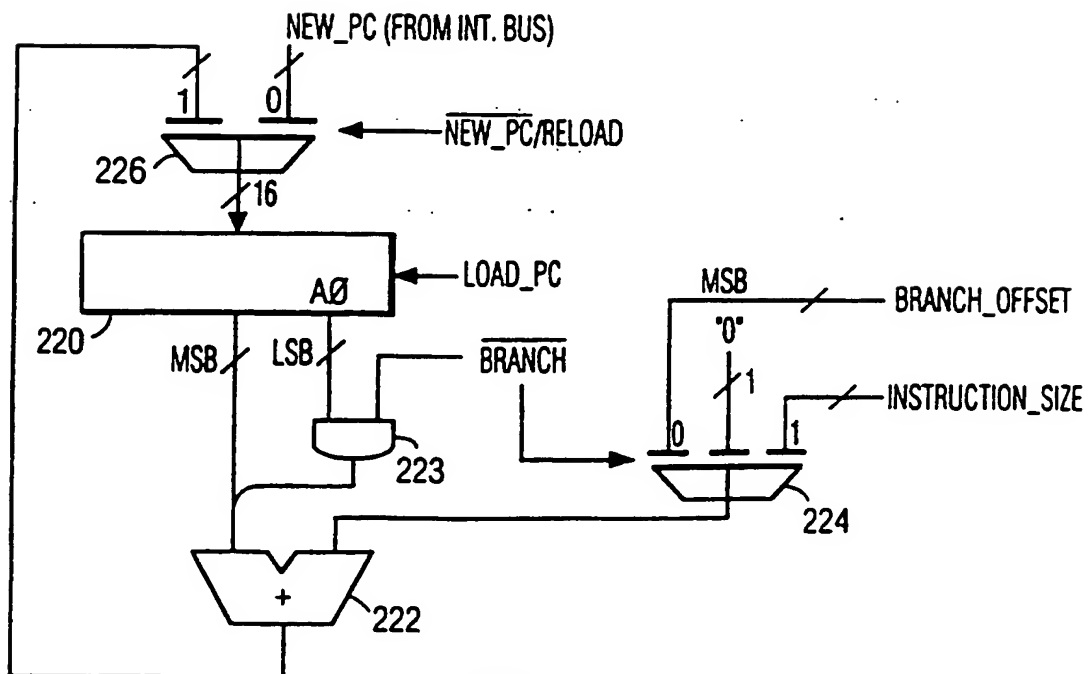 NEW_PC (FROM INT. BUS)
1
0
NEW_PC/RELOAD
226
16
LOAD_PC
AØ
220
MSB
BRANCH_OFFSET
"0"
MSB
LSB
BRANCH
1
INSTRUCTION_SIZE
0
1
223
224
+
222